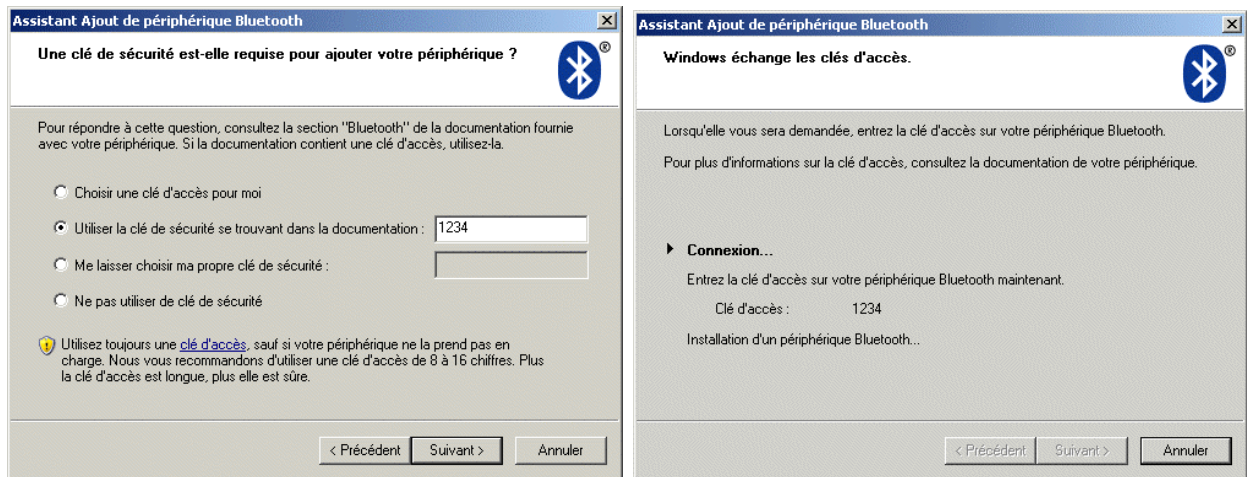 Assistant Ajout de périphérique Bluetooth
Une clé de sécurité est-elle requise pour ajouter votre périphérique ?
®
Pour répondre à cette question, consultez la section "Bluetooth" de la documentation fournie
avec votre périphérique. Si la documentation contient une clé d'accès, utilisez-la.
Choisir une clé d'accès pour moi
Utiliser la clé de sécurité se trouvant dans la documentation : 1234
Me laisser choisir ma propre clé de sécurité :
Ne pas utiliser de clé de sécurité
Utilisez toujours une clé d'accès, sauf si votre périphérique ne la prend pas en
charge. Nous vous recommandons d'utiliser une clé d'accès de 8 à 16 chiffres. Plus
la clé d'accès est longue, plus elle est sûre.
< Précédent Suivant > Annuler
Assistant Ajout de périphérique Bluetooth
Windows échange les clés d'accès.
®
Lorsqu'elle vous sera demandée, entrez la clé d'accès sur votre périphérique Bluetooth.
Pour plus d'informations sur la clé d'accès, consultez la documentation de votre périphérique.
Connexion...
Entrez la clé d'accès sur votre périphérique Bluetooth maintenant.
Clé d'accès : 1234
Installation d'un périphérique Bluetooth...
< Précédent Suivant > Annuler